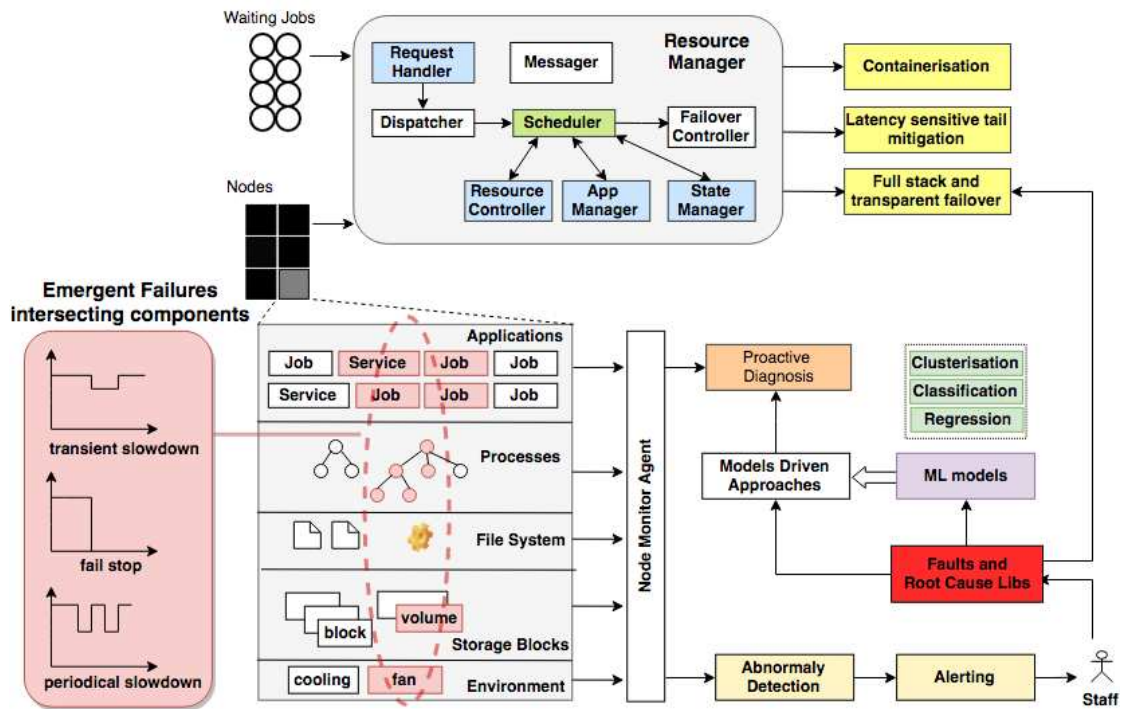 Waiting Jobs
Resource
Manager
Request
Handler
Messager
Dispatcher
Scheduler
Failover
Controller
Resource
Controller
App
Manager
State
Manager
Containerisation
Latency sensitive tail
mitigation
Full stack and
transparent failover
Nodes
Emergent Failures
intersecting components
transient slowdown
fail stop
periodical slowdown
Applications
Job
Service
Job
Job
Service
Job
Job
Job
Processes
File System
block
volume
Storage Blocks
cooling
fan
Environment
Node Monitor Agent
Proactive
Diagnosis
Clusterisation
Classification
Regression
Models Driven
Approaches
ML models
Faults and
Root Cause Libs
Abnormaly
Detection
Alerting
Staff